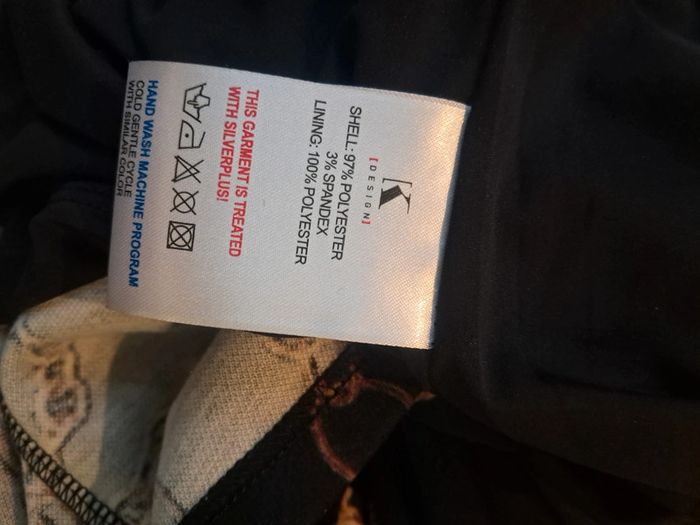 K
[DESIGN]
SHELL: 97% POLYESTER
3% SPANDEX
LINING: 100% POLYESTER
THIS GARMENT IS TREATED
WITH SILVERPLUS!
HAND WASH MACHINE PROGRAM
COLD GENTLE CYCLE
WITH SIMILAR COLOR